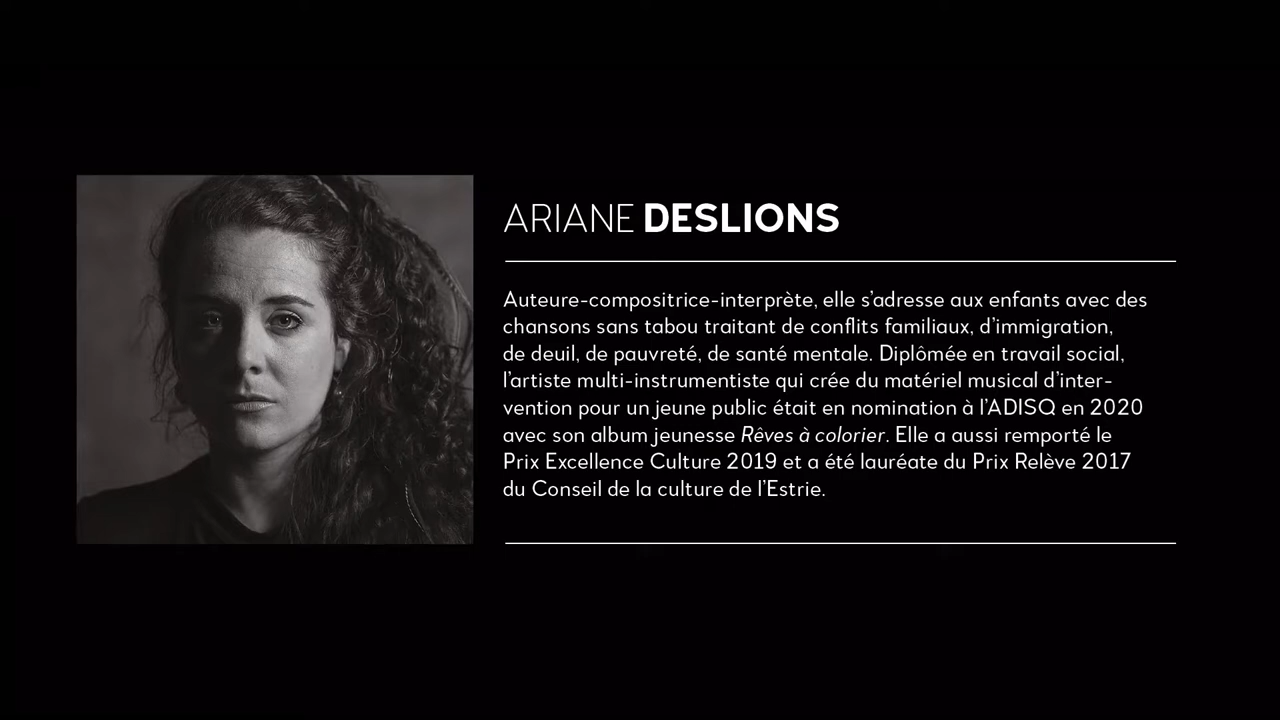 ARIANE DESLIONS
Auteure-compositrice-interprète, elle s'adresse aux enfants avec des
chansons sans tabou traitant de conflits familiaux, d'immigration,
de deuil, de pauvreté, de santé mentale. Diplômée en travail social,
l'artiste multi-instrumentiste qui crée du matériel musical d'inter-
vention pour un jeune public était en nomination à l'ADISQ en 2020
avec son album jeunesse Rêves à colorier. Elle a aussi remporté le
Prix Excellence Culture 2019 et a été lauréate du Prix Relève 2017
du Conseil de la culture de l'Estrie.